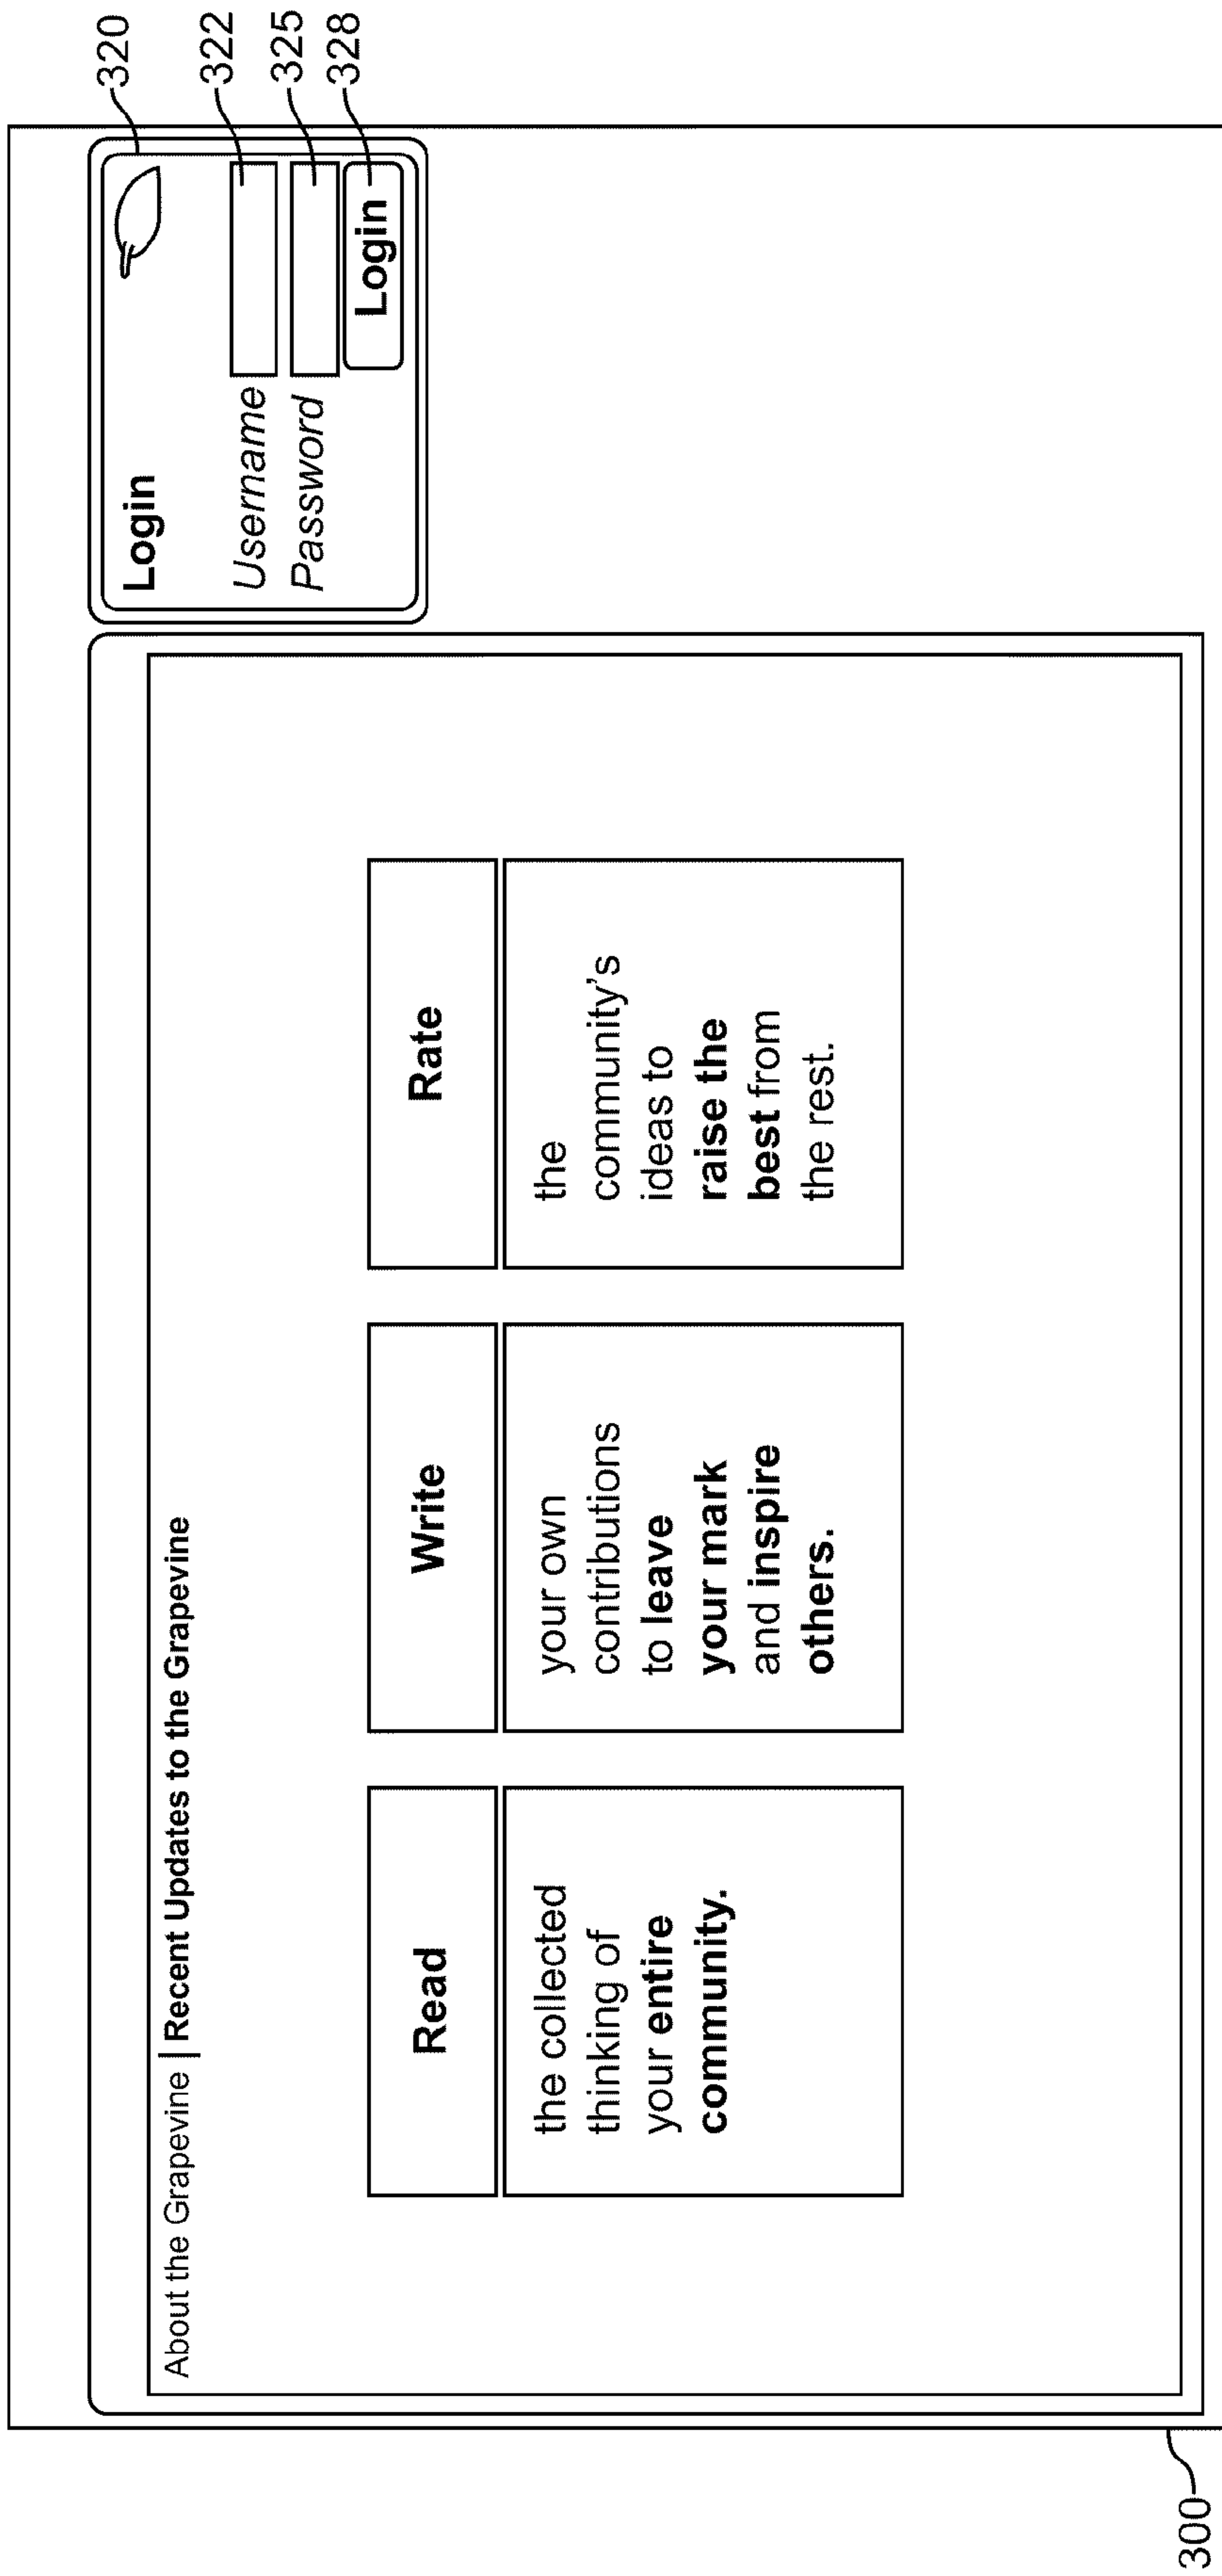 About the Grapevine | Recent Updates to the Grapevine
Read
the collected
thinking of
your entire
community.
Write
your own
contributions
to leave
your mark
and inspire
others.
Rate
the
community's
ideas to
raise the
best from
the rest.
Login
Username
Password
Login
320
322
325
328
300